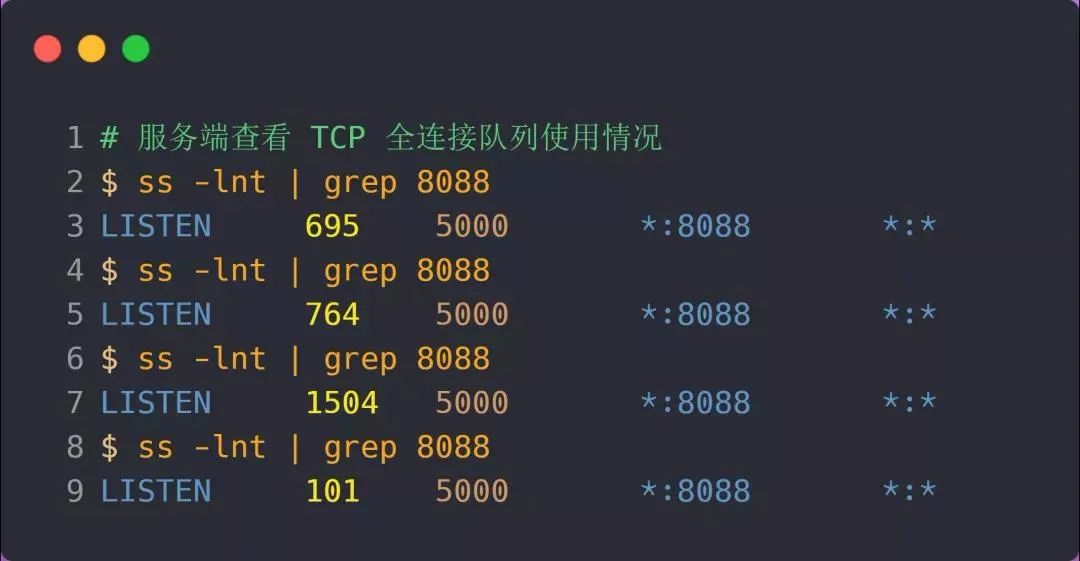 1 # 服务端查看 TCP 全连接队列使用情况
2 $ ss -lnt | grep 8088
3 LISTEN 695 5000 *:8088 *:*
4 $ ss -lnt | grep 8088
5 LISTEN 764 5000 *:8088 *:*
6 $ ss -lnt | grep 8088
7 LISTEN 1504 5000 *:8088 *:*
8 $ ss -lnt | grep 8088
9 LISTEN 101 5000 *:8088 *:*